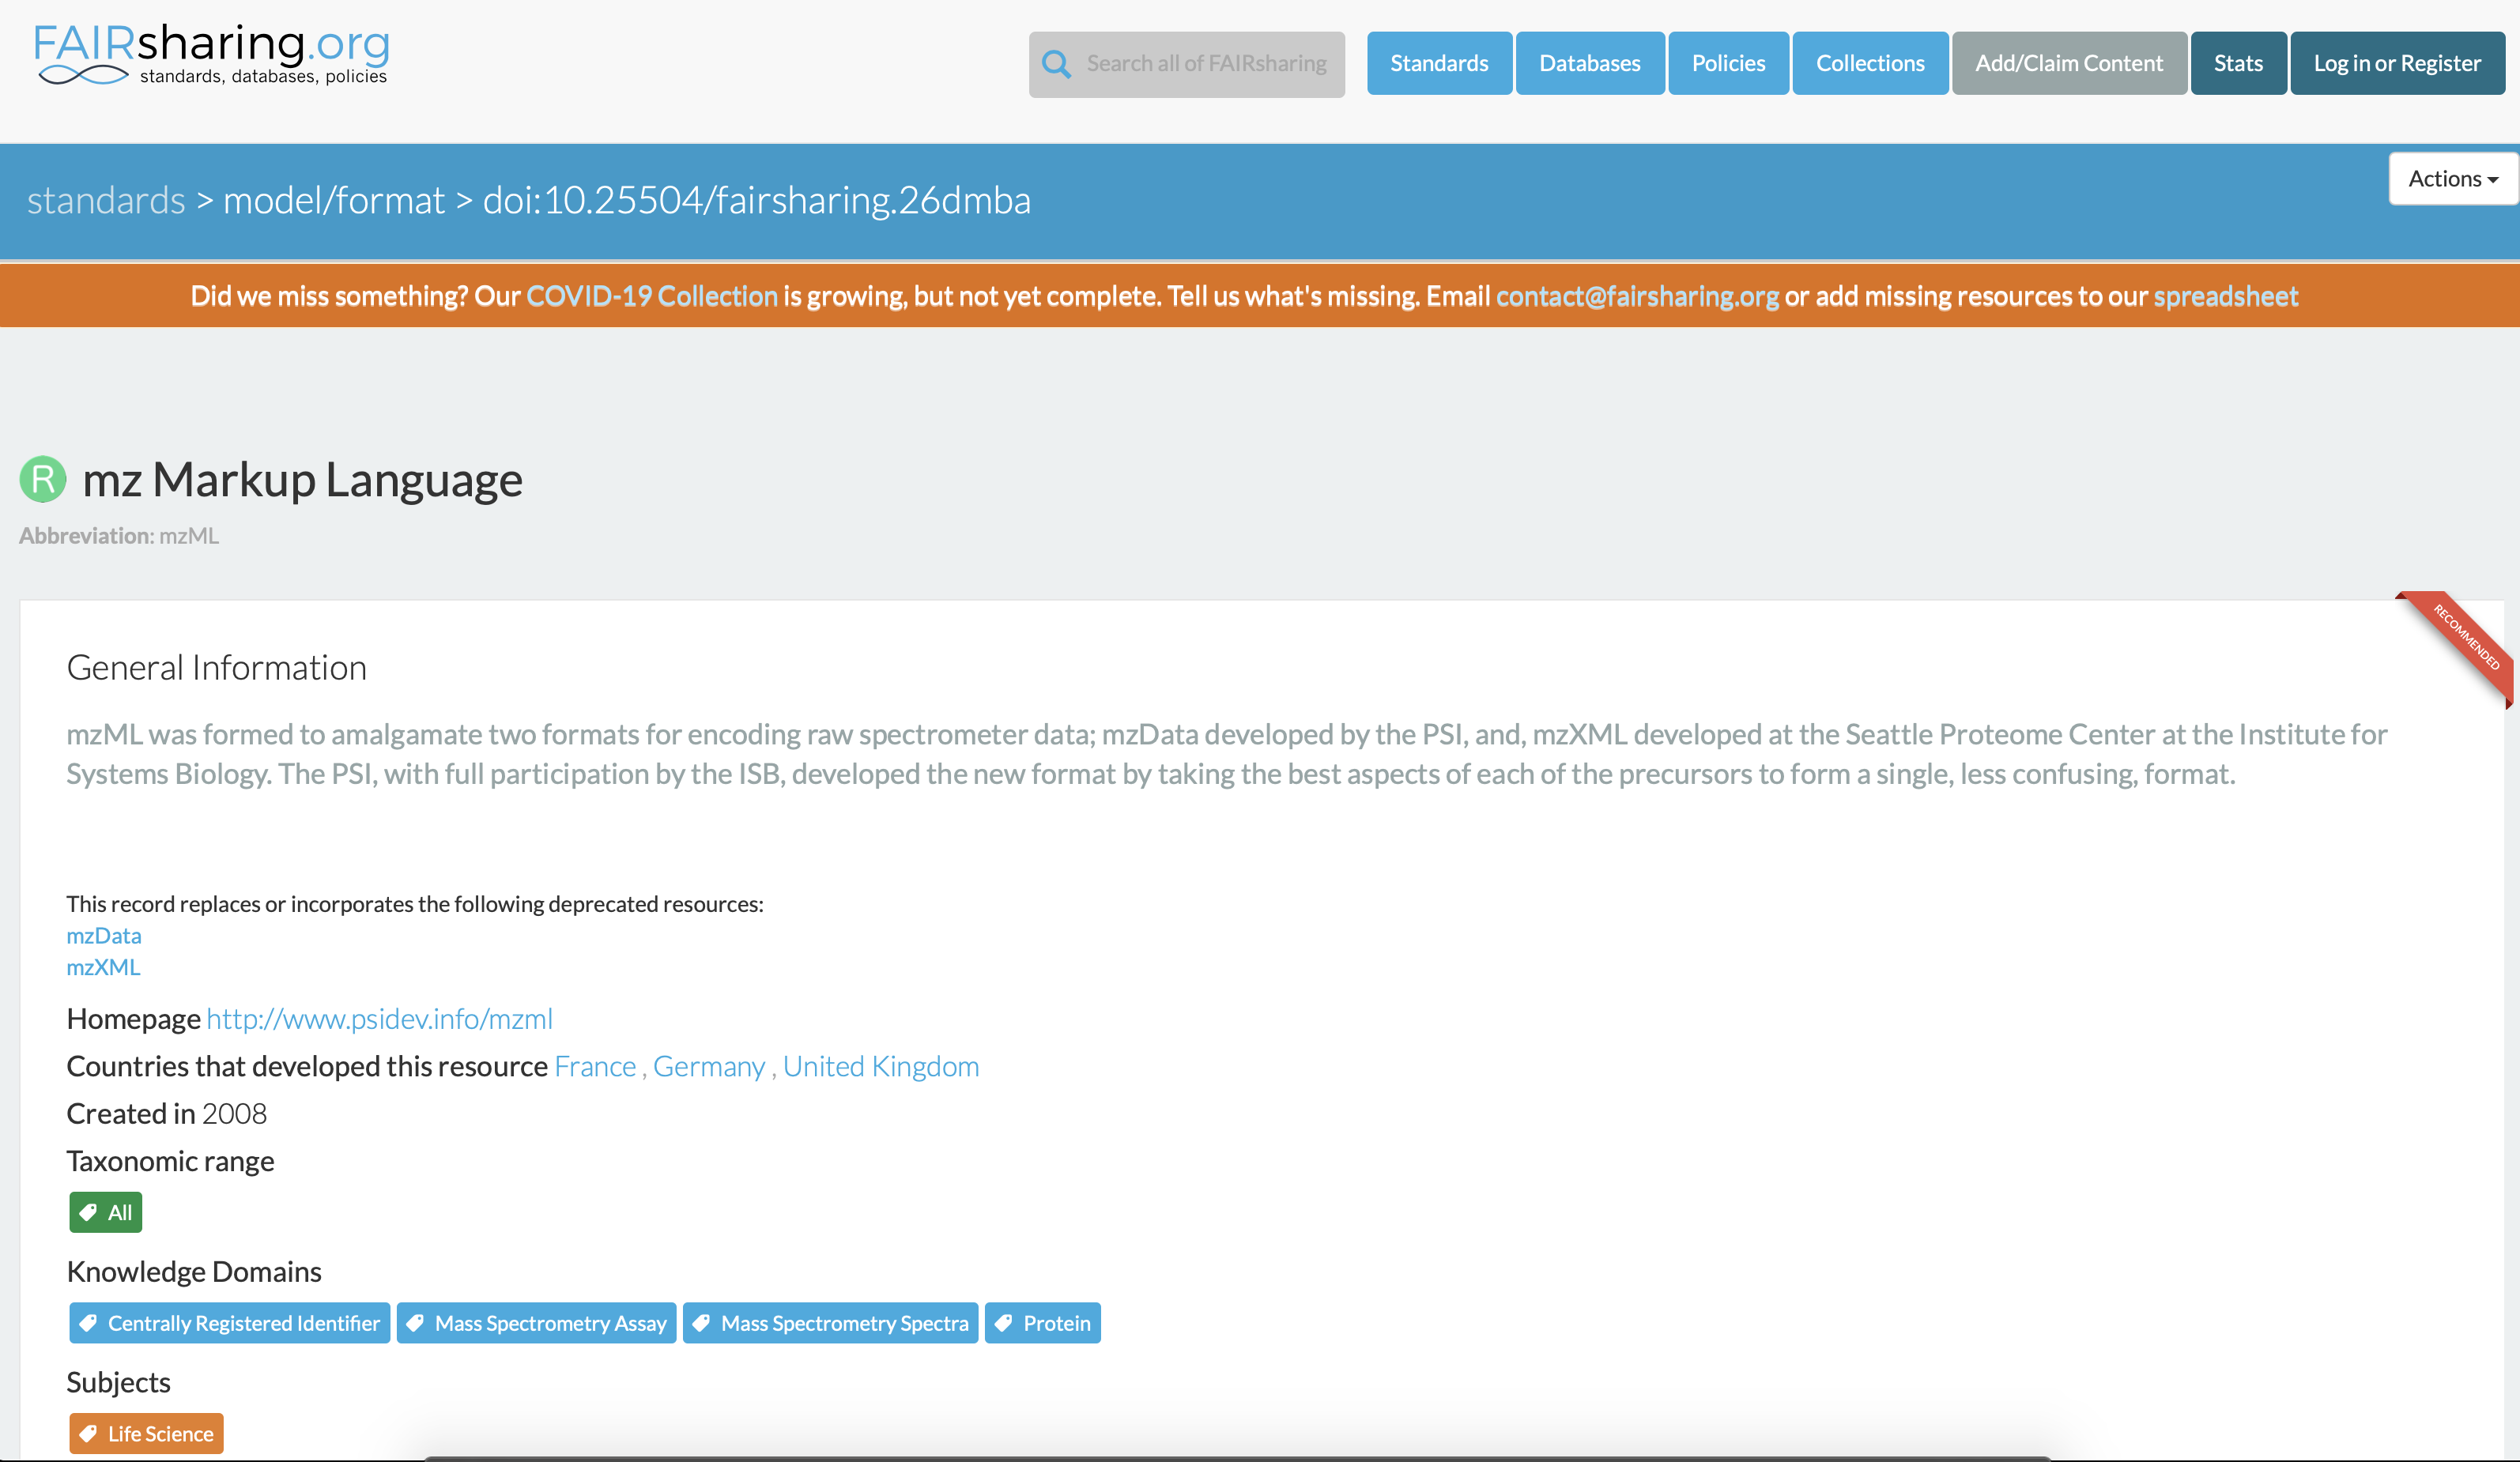 FAIRsharing.org
standards, databases, policies
Search all of FAIRsharing
Standards
Databases
Policies
Collections
Add/Claim Content
Stats
Log in or Register
standards > model/format > doi:10.25504/fairsharing.26dmba
Actions
Did we miss something? Our COVID-19 Collection is growing, but not yet complete. Tell us what's missing. Email contact@fairsharing.org or add missing resources to our spreadsheet
R mz Markup Language
Abbreviation: mzML
RECOMMENDED
General Information
mzML was formed to amalgamate two formats for encoding raw spectrometer data; mzData developed by the PSI, and, mzXML developed at the Seattle Proteome Center at the Institute for
Systems Biology. The PSI, with full participation by the ISB, developed the new format by taking the best aspects of each of the precursors to form a single, less confusing, format.
This record replaces or incorporates the following deprecated resources:
mzData
mzXML
Homepage http://www.psidev.info/mzml
Countries that developed this resource France , Germany , United Kingdom
Created in 2008
Taxonomic range
All
Knowledge Domains
Centrally Registered Identifier
Mass Spectrometry Assay
Mass Spectrometry Spectra
Protein
Subjects
Life Science